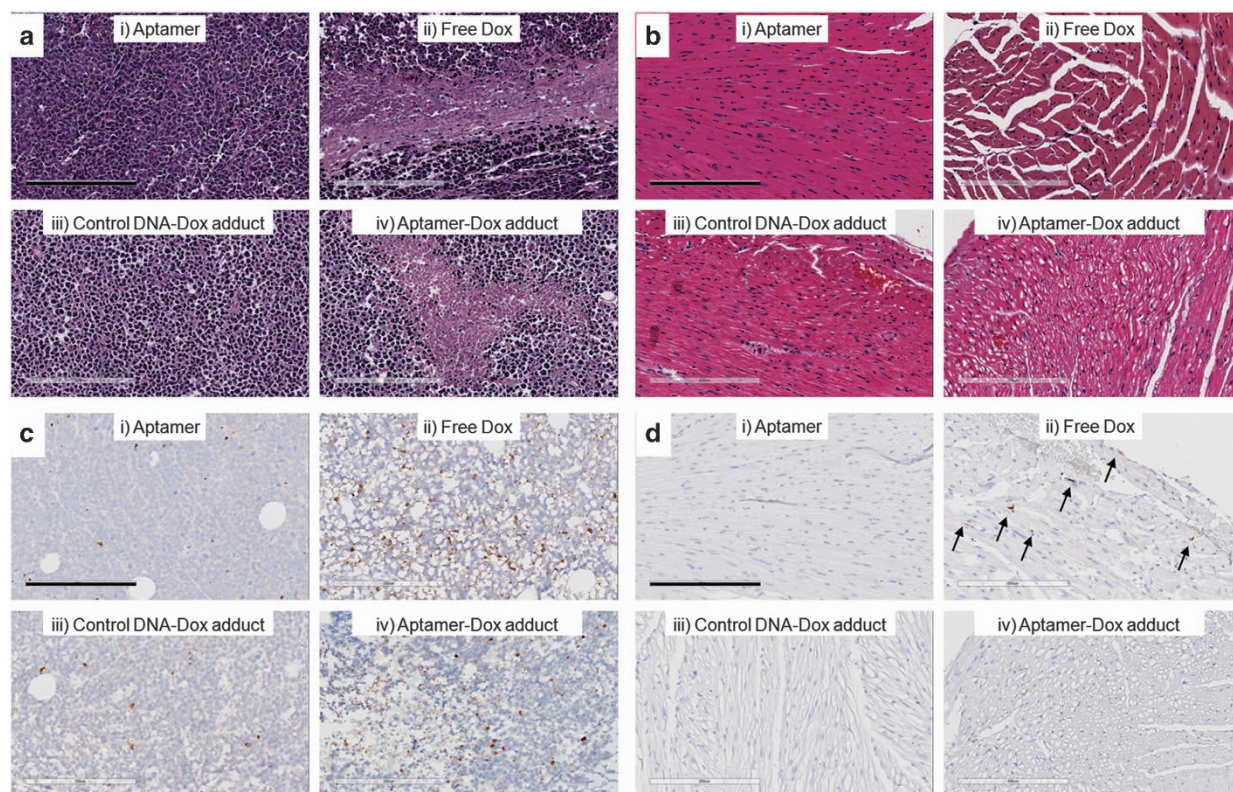 a
i) Aptamer
ii) Free Dox
iii) Control DNA-Dox adduct
iv) Aptamer-Dox adduct
b
i) Aptamer
ii) Free Dox
iii) Control DNA-Dox adduct
iv) Aptamer-Dox adduct
c
i) Aptamer
ii) Free Dox
iii) Control DNA-Dox adduct
iv) Aptamer-Dox adduct
d
i) Aptamer
ii) Free Dox
iii) Control DNA-Dox adduct
iv) Aptamer-Dox adduct